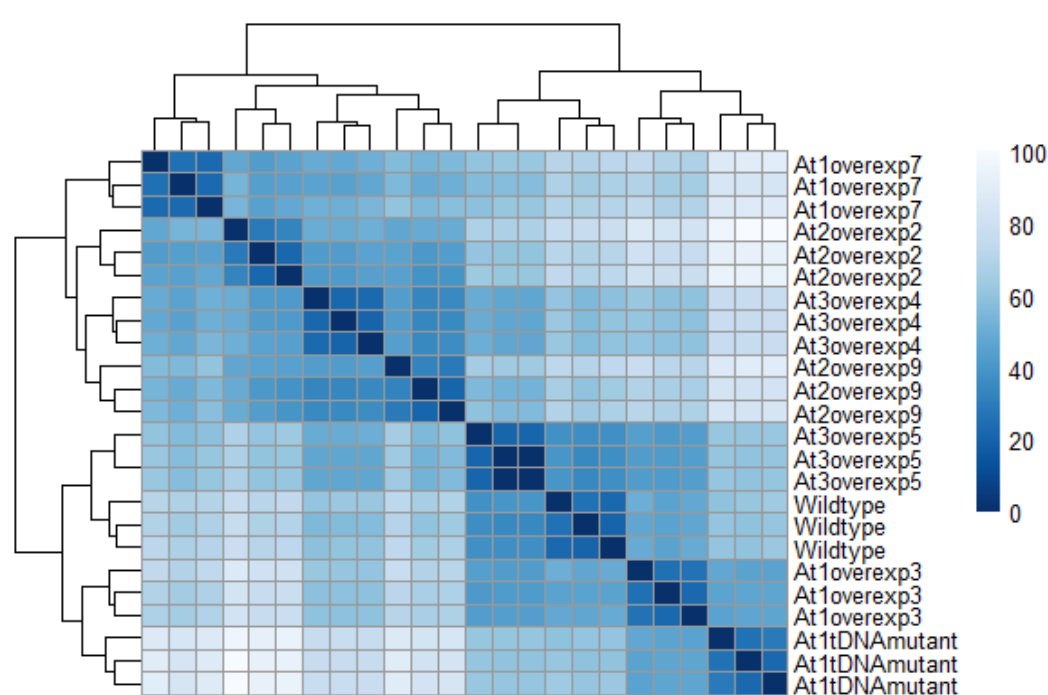 At1overexp7
At1overexp7
At1overexp7
At2overexp2
At2overexp2
At2overexp2
At3overexp4
At3overexp4
At3overexp4
At2overexp9
At2overexp9
At2overexp9
At3overexp5
At3overexp5
At3overexp5
Wildtype
Wildtype
Wildtype
At1overexp3
At1overexp3
At1overexp3
At1tDNAmutant
At1tDNAmutant
At1tDNAmutant
100
80
60
40
20
0